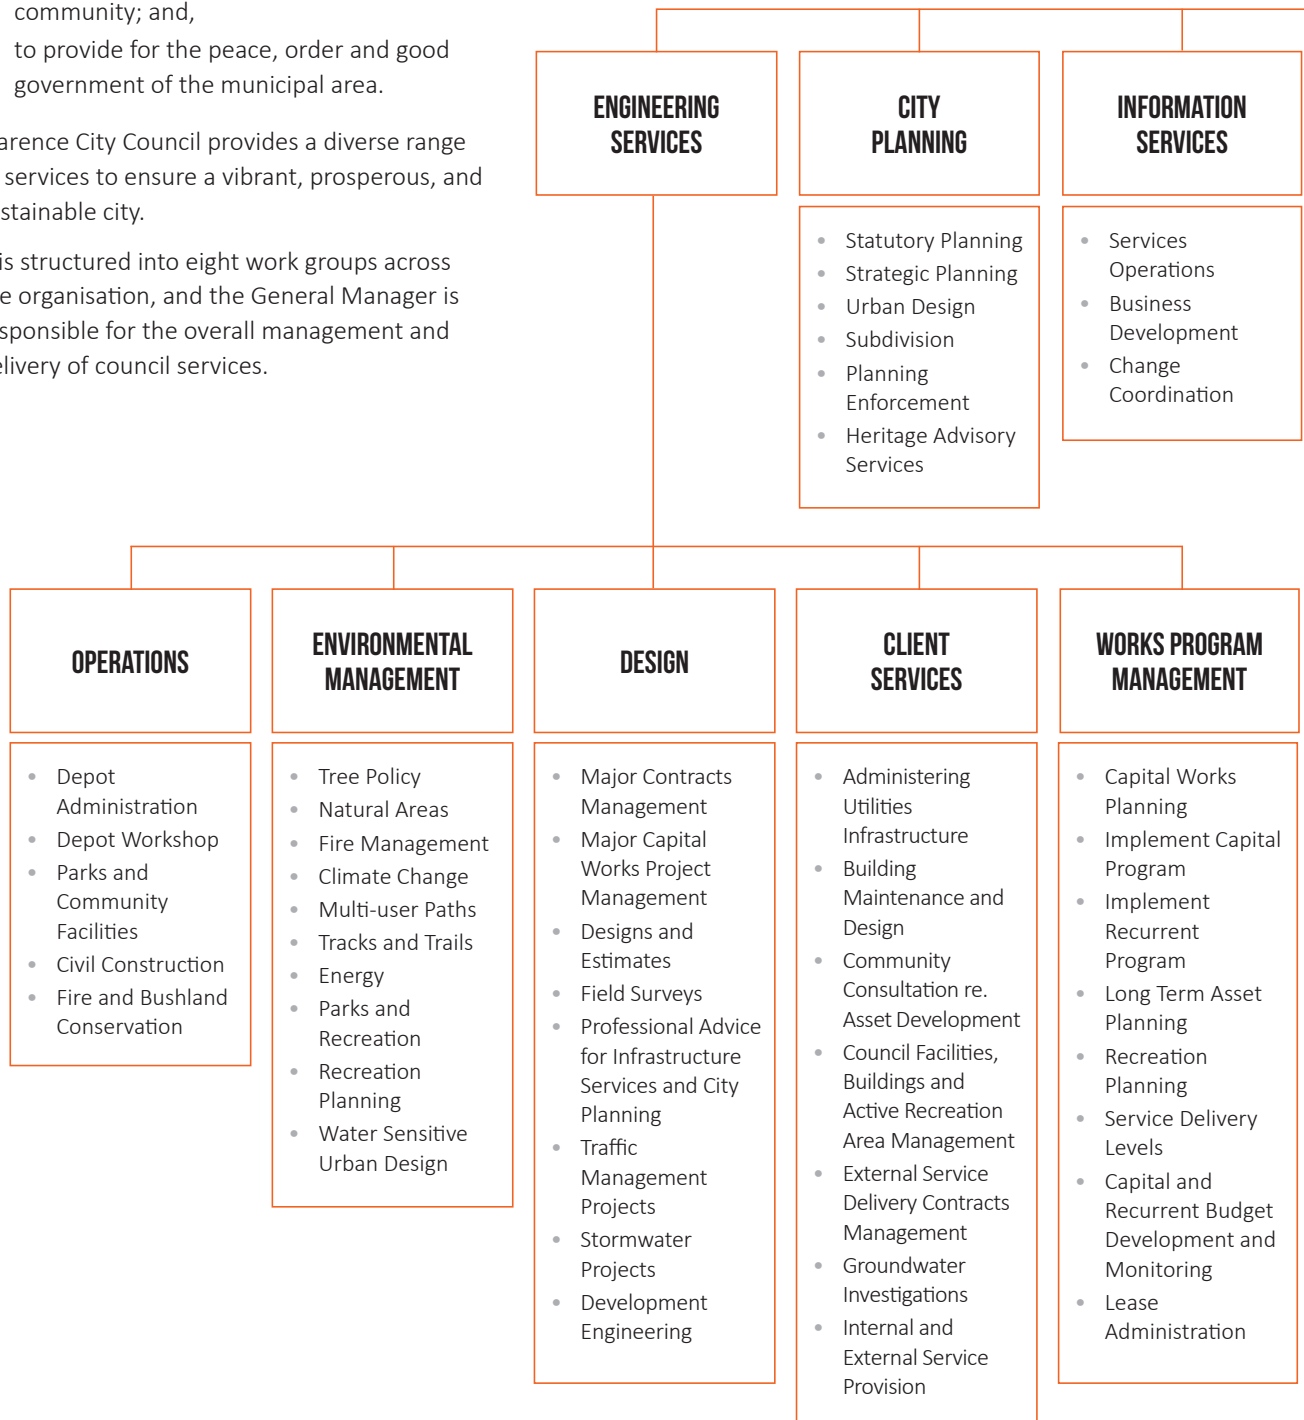 community; and,
to provide for the peace, order and good
government of the municipal area.
arence City Council provides a diverse range
services to ensure a vibrant, prosperous, and
stainable city.
is structured into eight work groups across
e organisation, and the General Manager is
sponsible for the overall management and
elivery of council services.
ENGINEERING
SERVICES
CITY
PLANNING
• Statutory Planning
• Strategic Planning
• Urban Design
• Subdivision
• Planning
Enforcement
• Heritage Advisory
Services
INFORMATION
SERVICES
• Services
Operations
• Business
Development
• Change
Coordination
OPERATIONS
• Depot
Administration
• Depot Workshop
• Parks and
Community
Facilities
• Civil Construction
• Fire and Bushland
Conservation
ENVIRONMENTAL
MANAGEMENT
• Tree Policy
• Natural Areas
• Fire Management
• Climate Change
• Multi-user Paths
• Tracks and Trails
• Energy
• Parks and
Recreation
• Recreation
Planning
• Water Sensitive
Urban Design
DESIGN
• Major Contracts
Management
• Major Capital
Works Project
Management
• Designs and
Estimates
• Field Surveys
• Professional Advice
for Infrastructure
Services and City
Planning
• Traffic
Management
Projects
• Stormwater
Projects
• Development
Engineering
CLIENT
SERVICES
• Administering
Utilities
Infrastructure
• Building
Maintenance and
Design
• Community
Consultation re.
Asset Development
• Council Facilities,
Buildings and
Active Recreation
Area Management
• External Service
Delivery Contracts
Management
• Groundwater
Investigations
• Internal and
External Service
Provision
WORKS PROGRAM
MANAGEMENT
• Capital Works
Planning
• Implement Capital
Program
• Implement
Recurrent
Program
• Long Term Asset
Planning
• Recreation
Planning
• Service Delivery
Levels
• Capital and
Recurrent Budget
Development and
Monitoring
• Lease
Administration